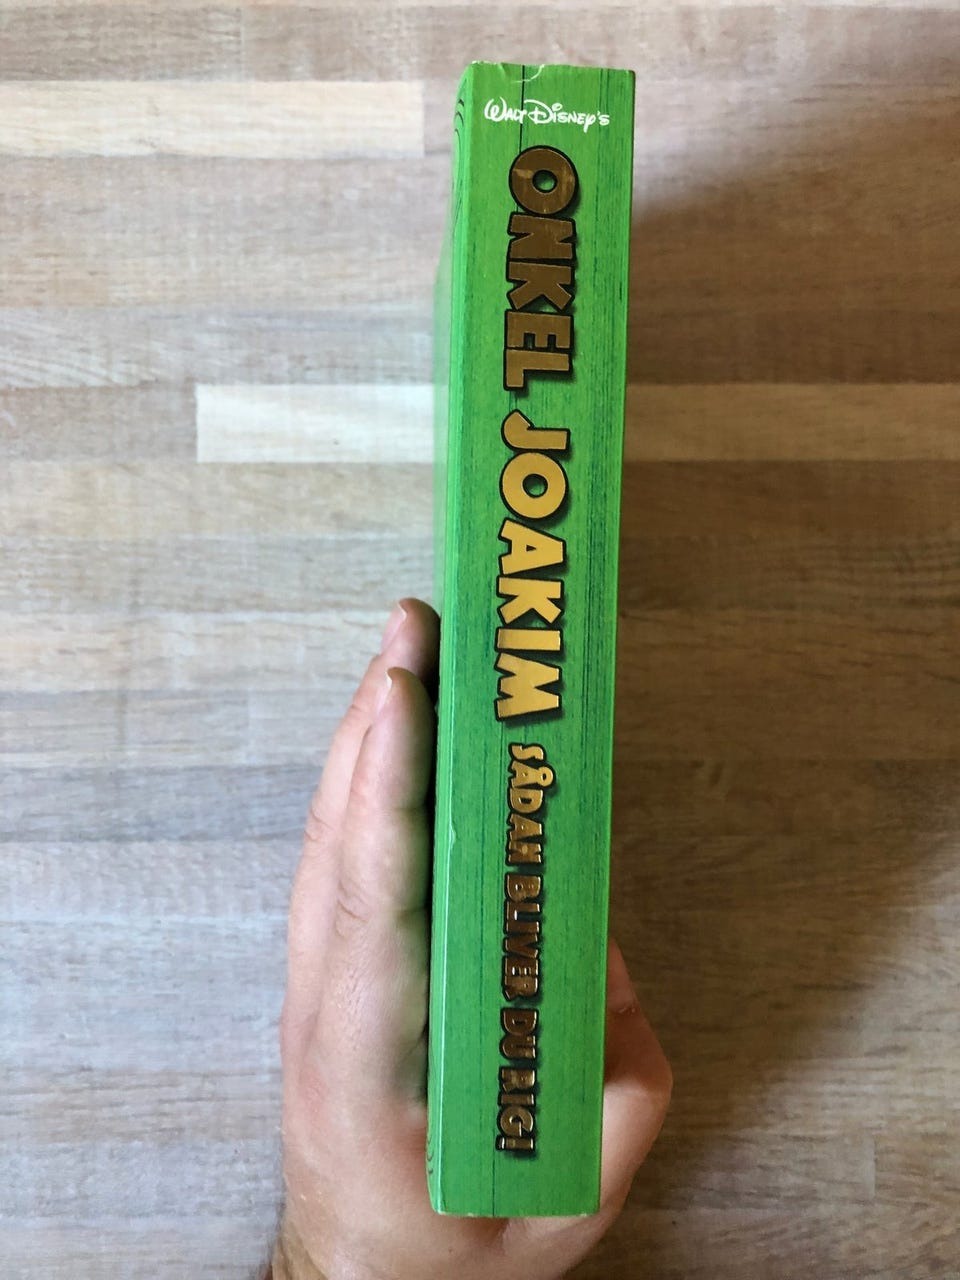 WALT DISNEY'S
ONKEL JOAKIM
SÅDAN BLIVER DU RIG!